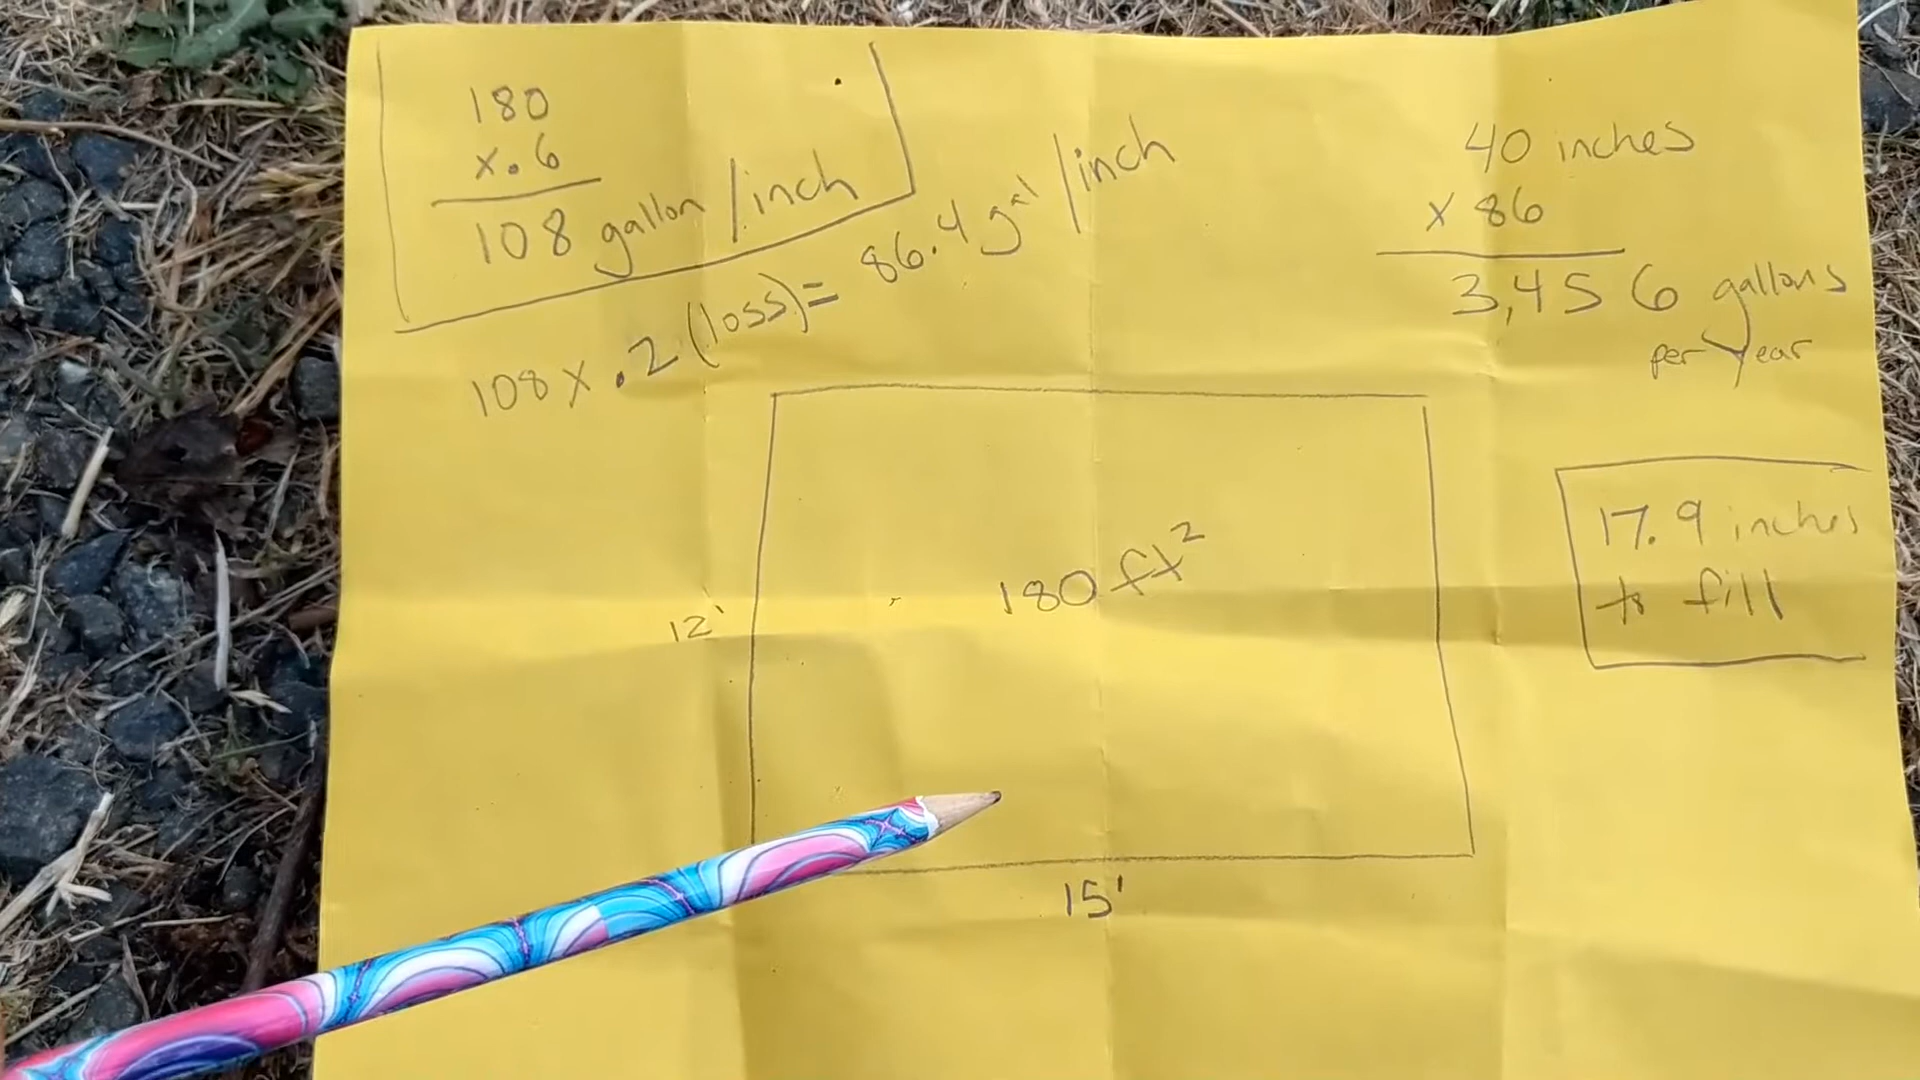 180
x.6
108 gallon/inch
108 x .2 (loss) = 86.4 gal/inch
40 inches
x 86
3,456 gallons
per year
180 ft²
12'
15'
17.9 inches
to fill